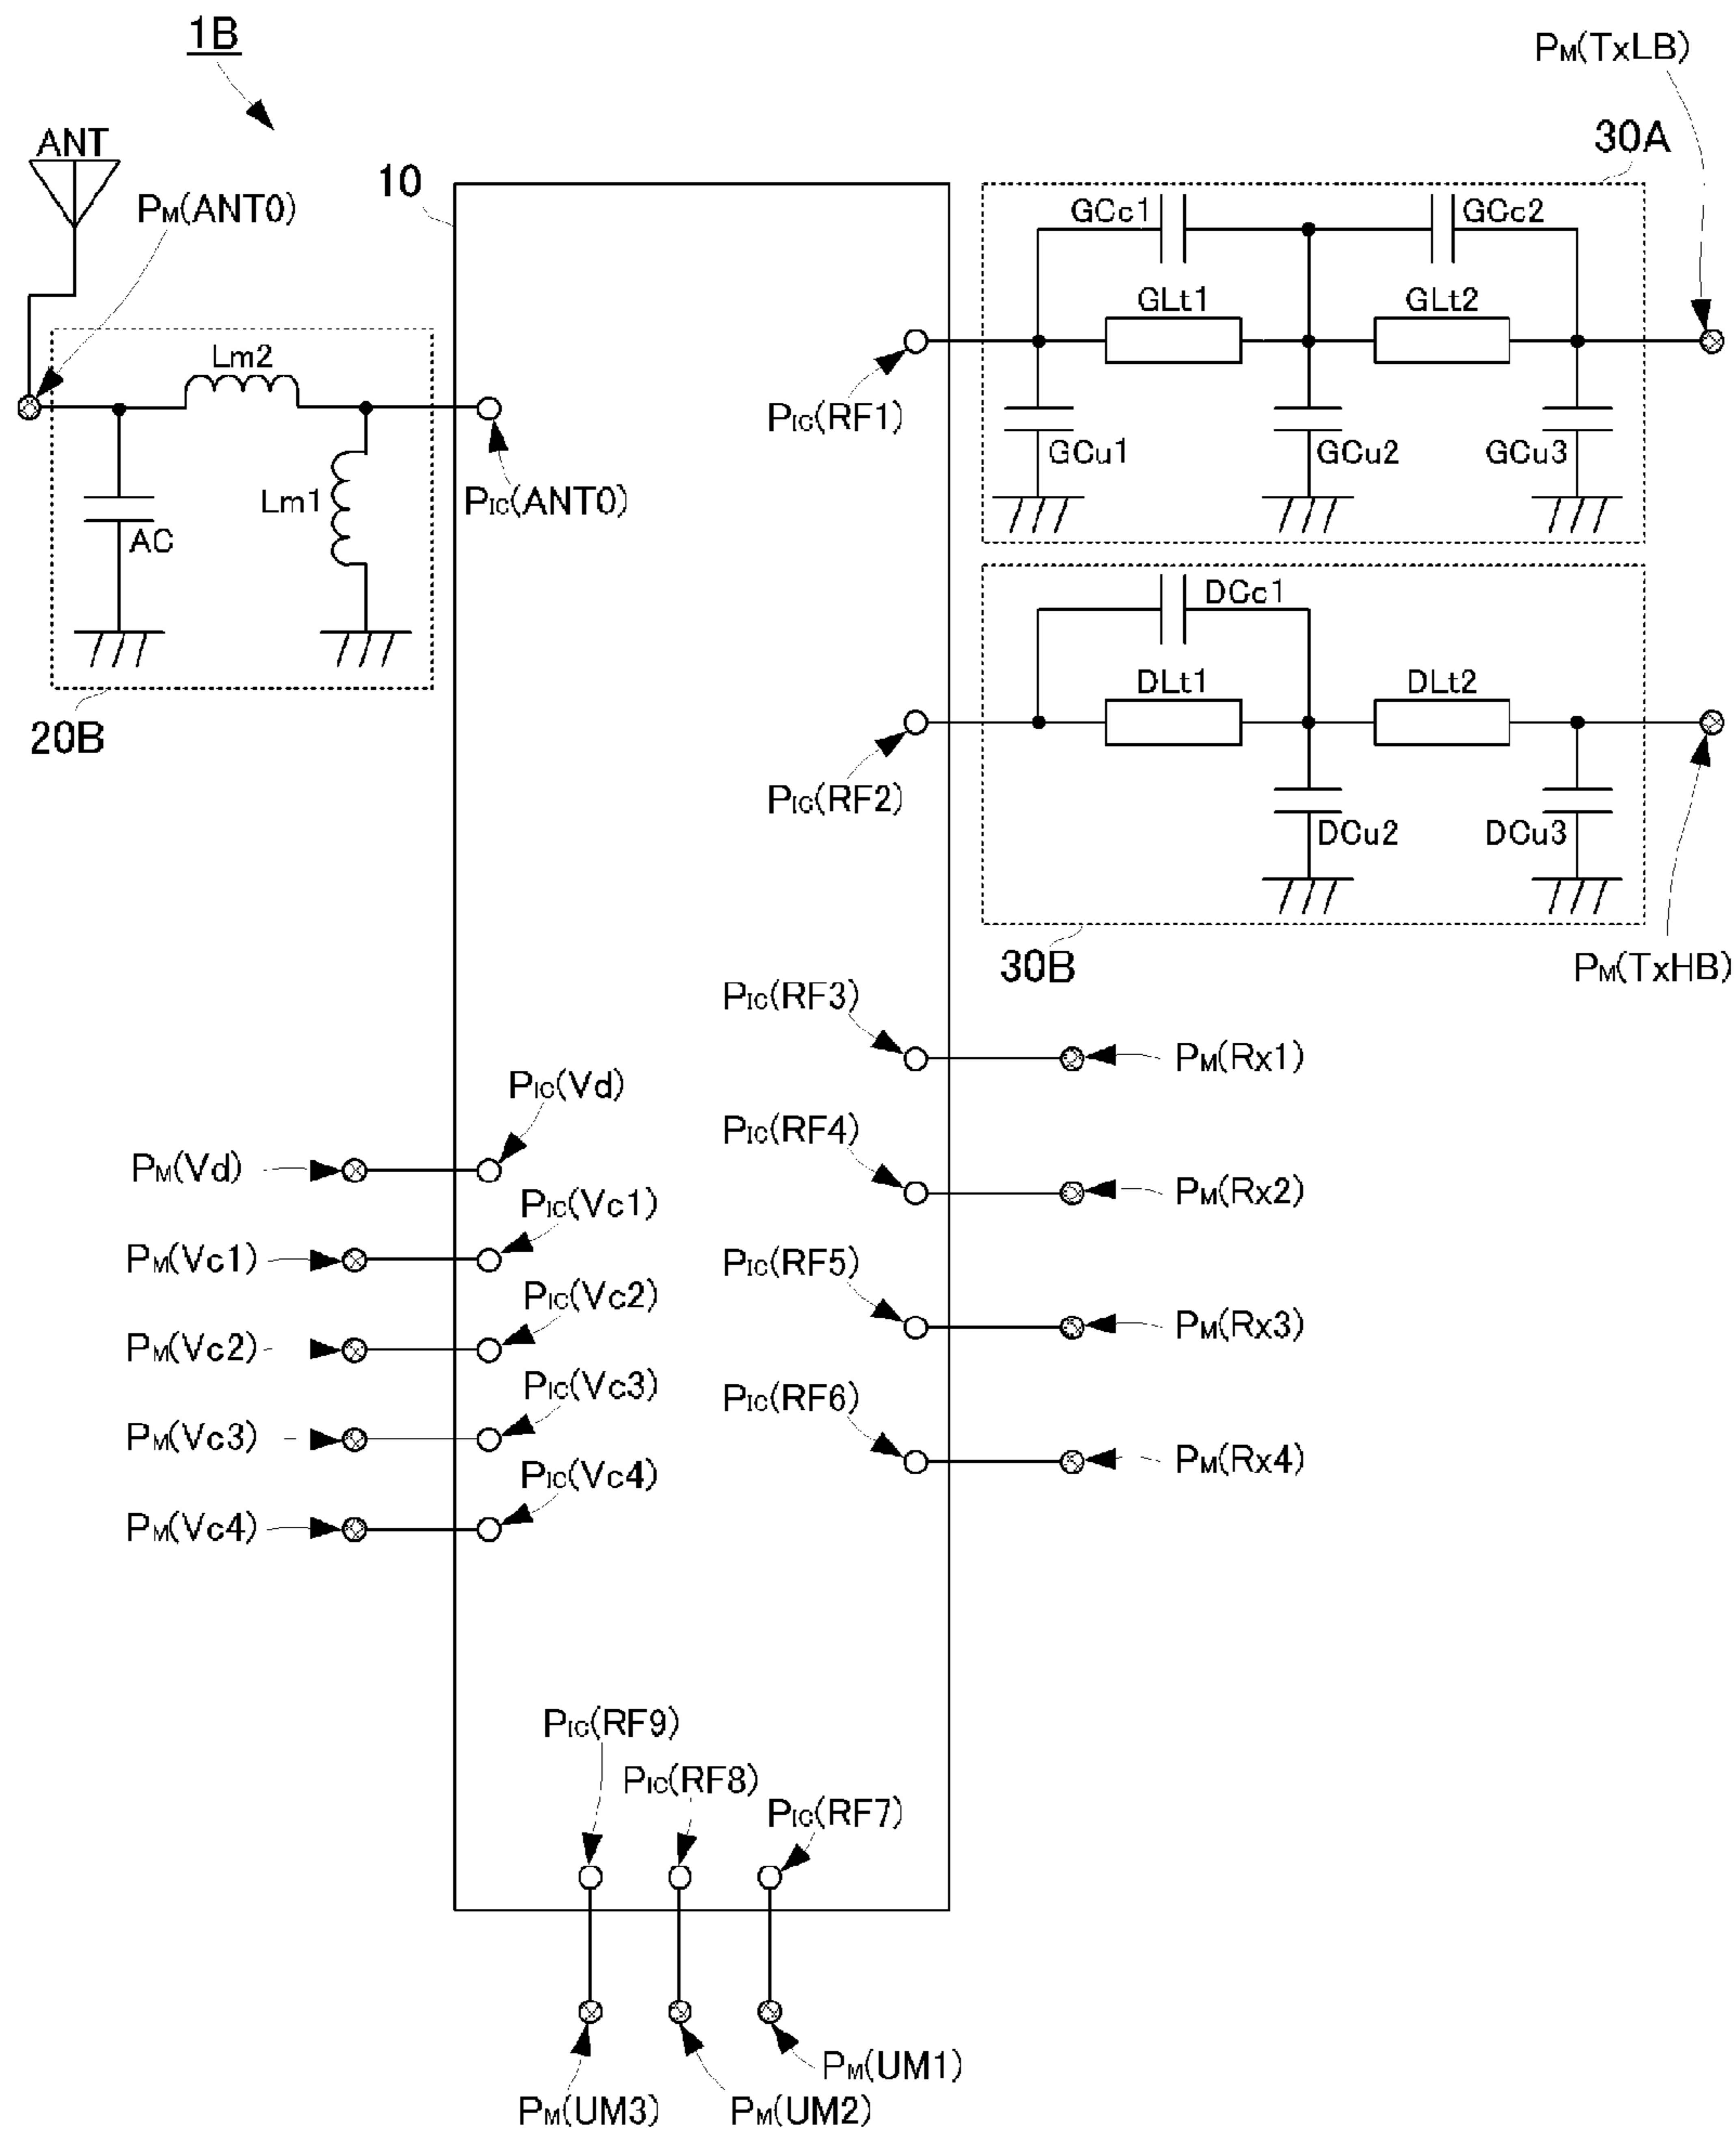 1B
PM(TxLB)
ANT
30A
10
PM(ANT0)
GCc1
GCc2
GLt1
GLt2
Lm2
PIC(RF1)
GCu1
GCu2
GCu3
Lm1
PIC(ANT0)
AC
DCc1
DLt1
DLt2
20B
PIC(RF2)
DCu2
DCu3
30B
PM(TxHB)
PIC(RF3)
PM(Rx1)
PIC(Vd)
PIC(RF4)
PM(Vd)
PM(Rx2)
PIC(Vc1)
PM(Vc1)
PIC(RF5)
PIC(Vc2)
PM(Rx3)
PM(Vc2)
PIC(Vc3)
PIC(RF6)
PM(Vc3)
PM(Rx4)
PIC(Vc4)
PM(Vc4)
PIC(RF9)
PIC(RF8)
PIC(RF7)
PM(UM1)
PM(UM3)
PM(UM2)